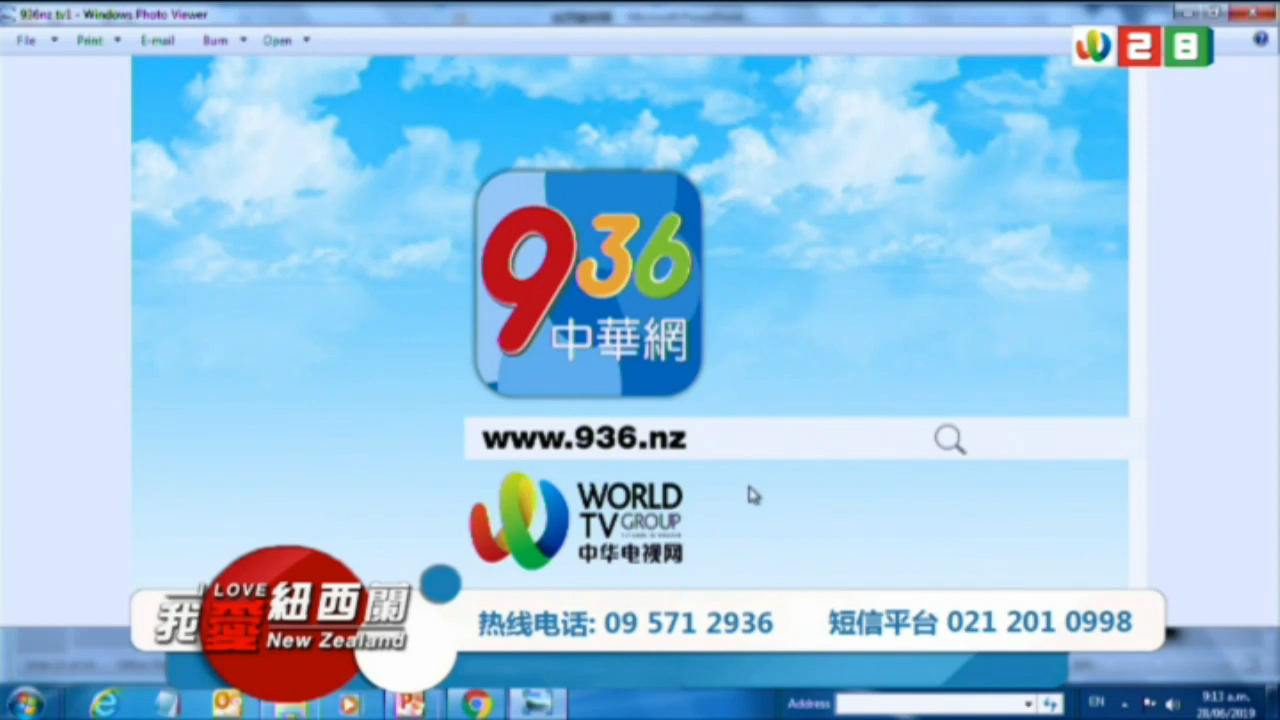 936nz tv1 - Windows Photo Viewer
File Print E-mail Burn Open
28
936
中華網
www.936.nz
WORLD
TV GROUP
中华电视网
I LOVE
我愛紐西蘭
New Zealand
热线电话: 09 571 2936
短信平台 021 201 0998
Address
EN
9:13 a.m.
28/06/2019